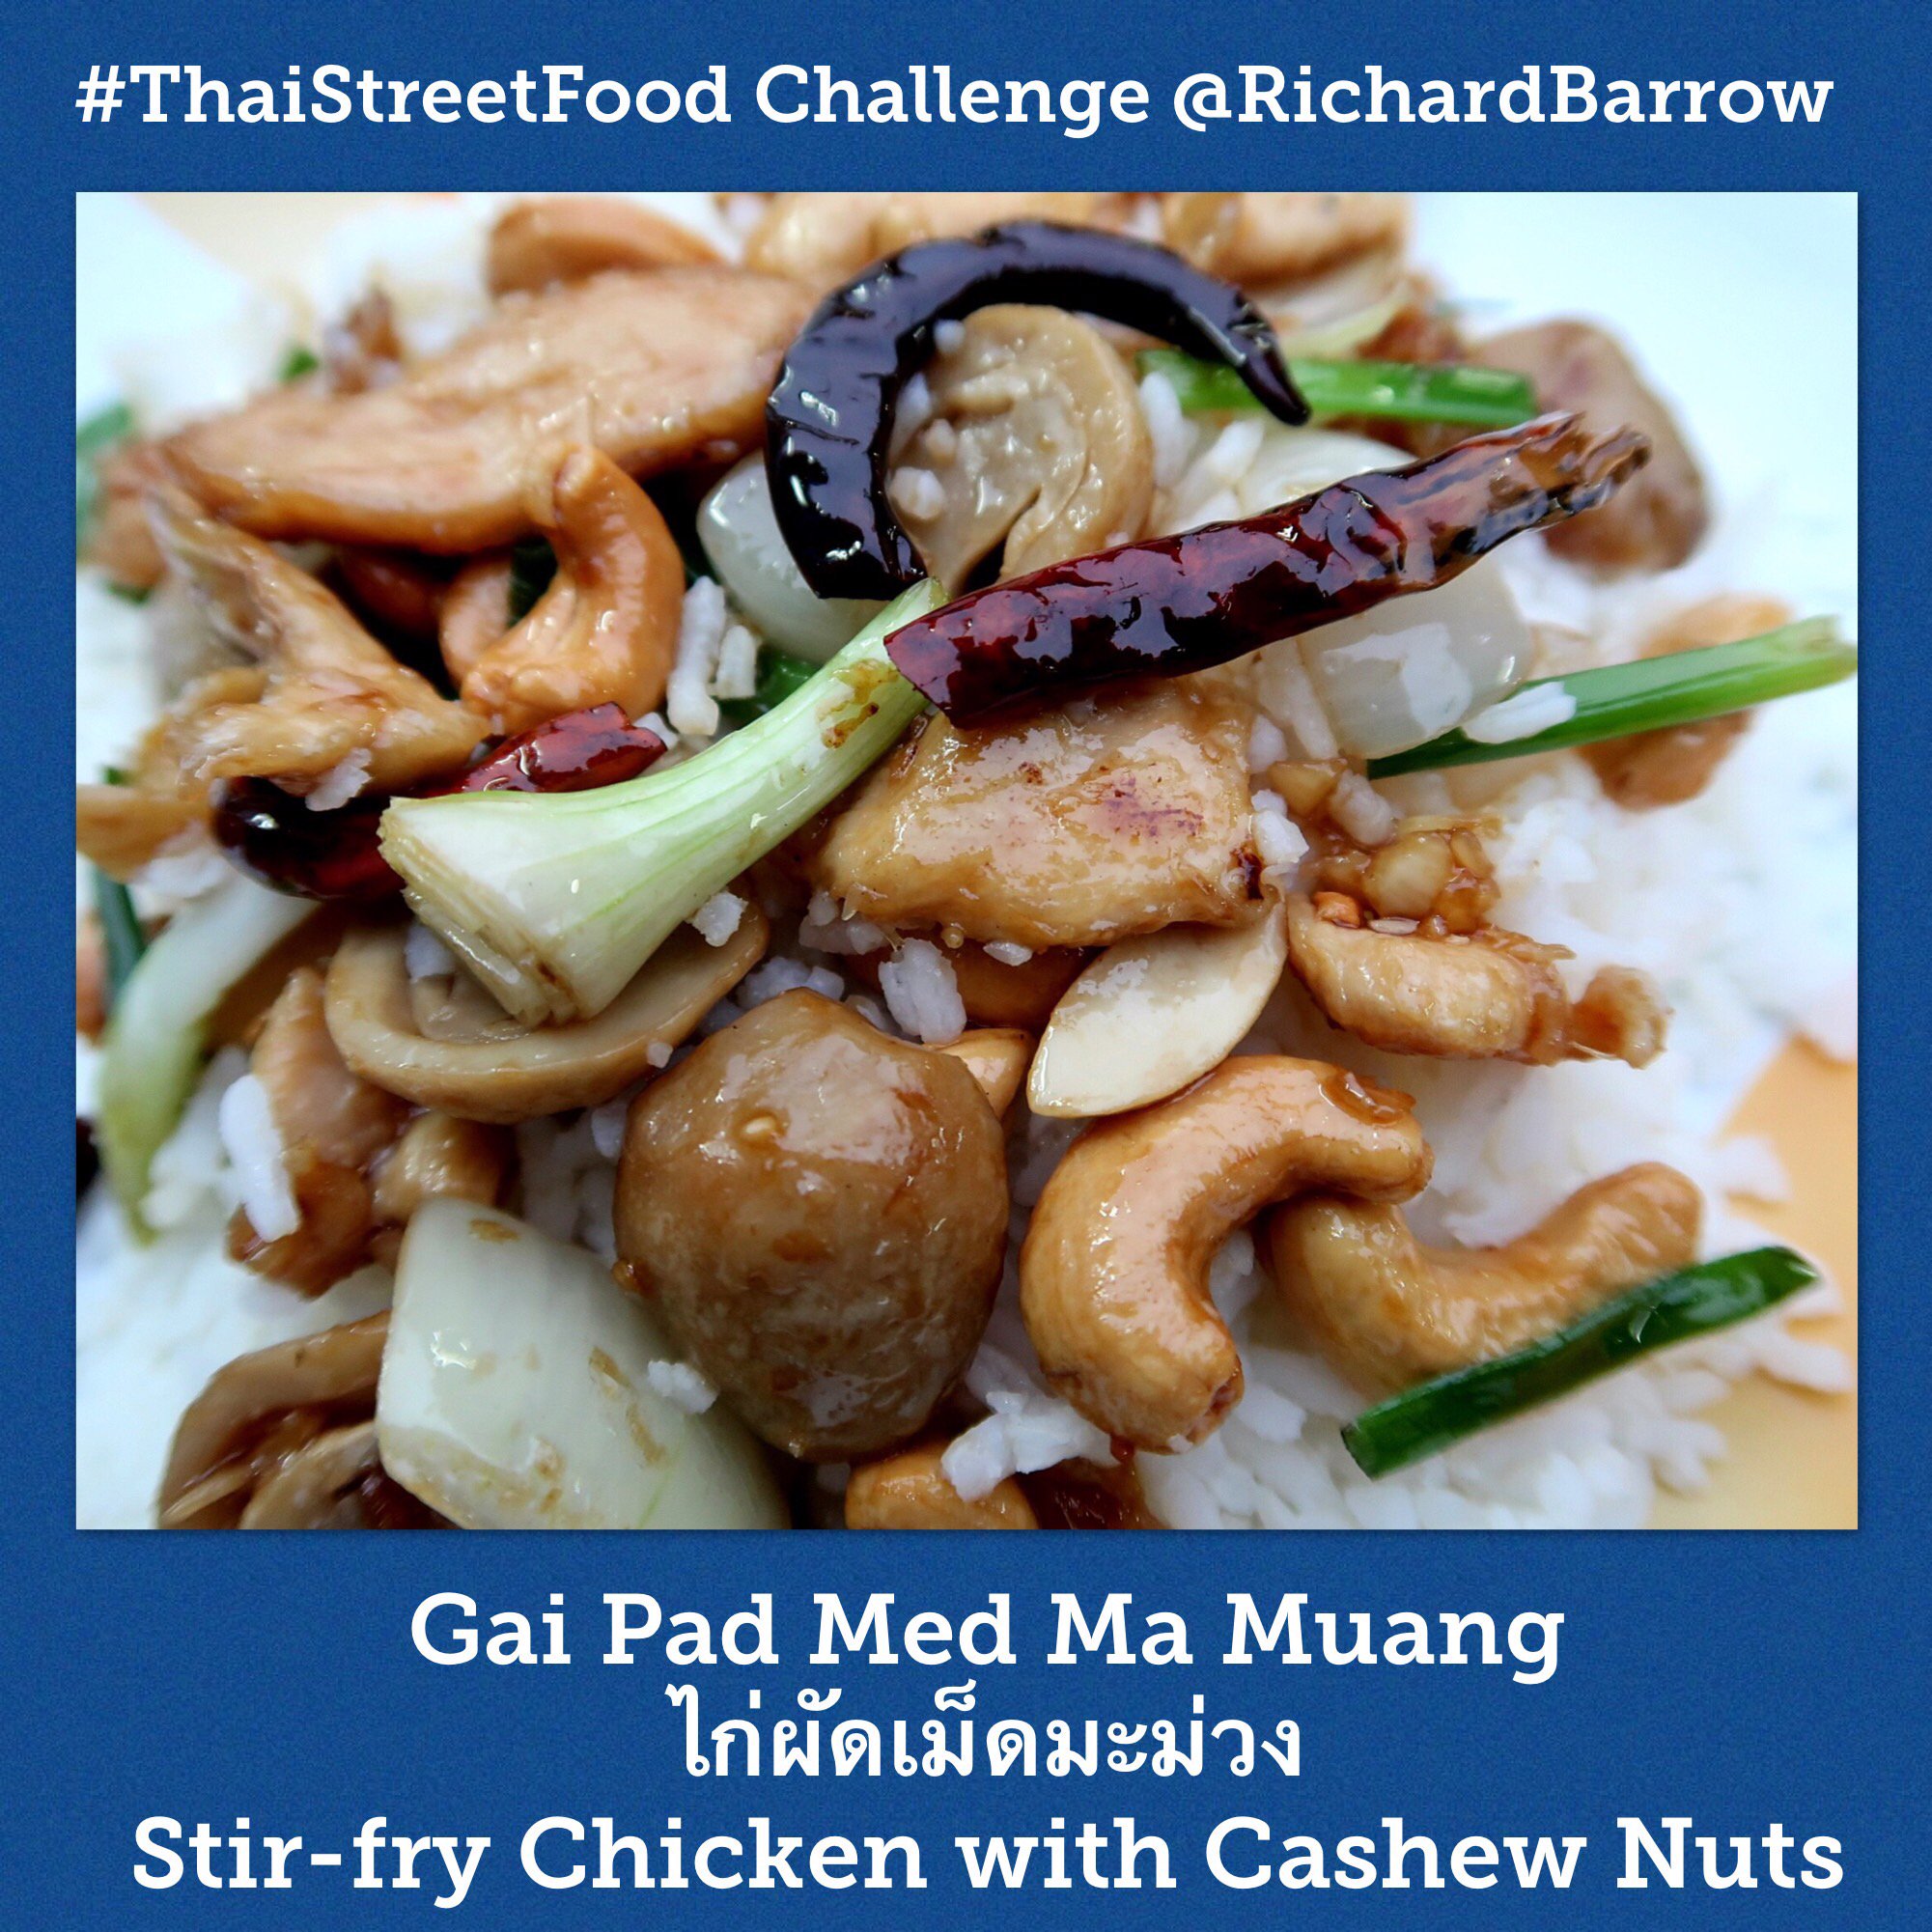 #ThaiStreetFood Challenge @RichardBarrow
Gai Pad Med Ma Muang
ไก่ผัดเม็ดมะม่วง
Stir-fry Chicken with Cashew Nuts